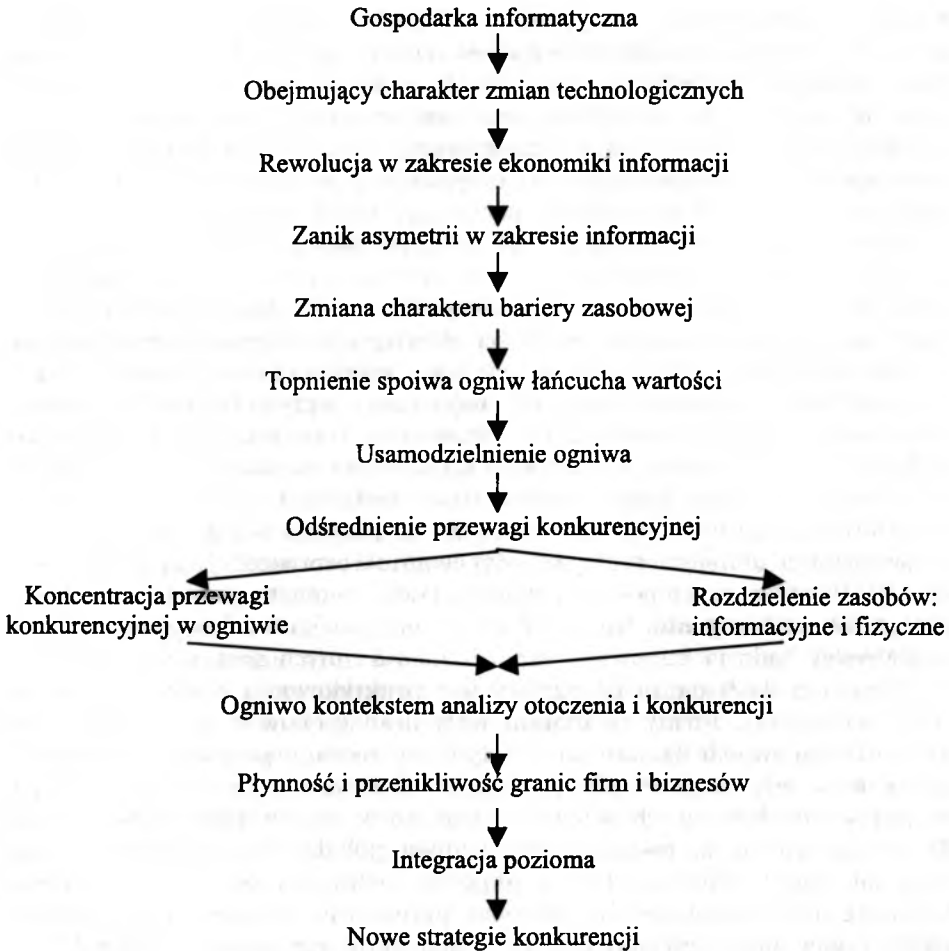 Gospodarka informatyczna
Obejmujący charakter zmian technologicznych
Rewolucja w zakresie ekonomiki informacji
Zanik asymetrii w zakresie informacji
Zmiana charakteru bariery zasobowej
Topnienie spoiwa ogniw łańcucha wartości
Usamodzielnienie ogniwa
Odśrednienie przewagi konkurencyjnej
Koncentracja przewagi
konkurencyjnej w ogniwie
Rozdzielenie zasobów:
informacyjne i fizyczne
Ogniwo kontekstem analizy otoczenia i konkurencji
Płynność i przenikliwość granic firm i biznesów
Integracja pozioma
Nowe strategie konkurencji